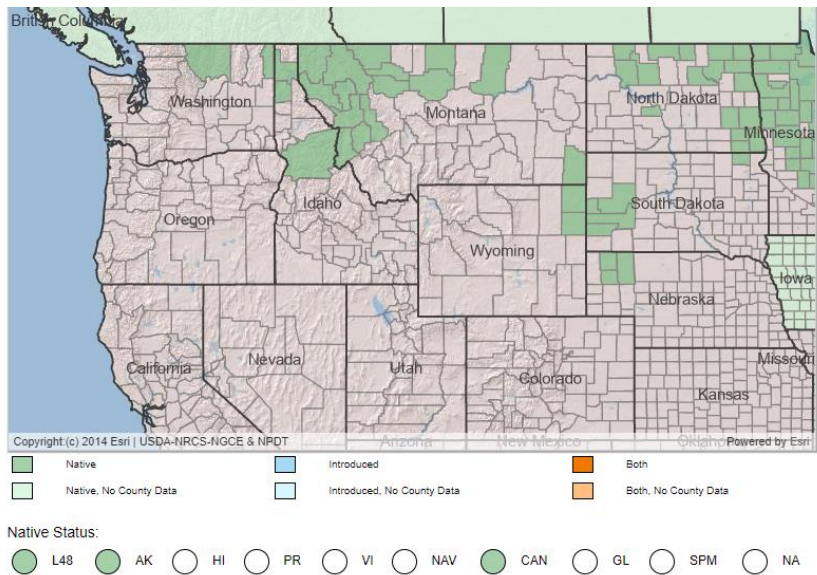 British Columbia
Washington
Montana
North Dakota
Minnesota
Oregon
Idaho
South Dakota
Wyoming
Iowa
Nebraska
California
Nevada
Utah
Colorado
Missouri
Kansas
Copyright:(c) 2014 Esri | USDA-NRCS-NGCE & NPDT Arizona New Mexico Oklaho Powered by Esri
Native Introduced Both
Native, No County Data Introduced, No County Data Both, No County Data
Native Status:
L48 AK HI PR VI NAV CAN GL SPM NA